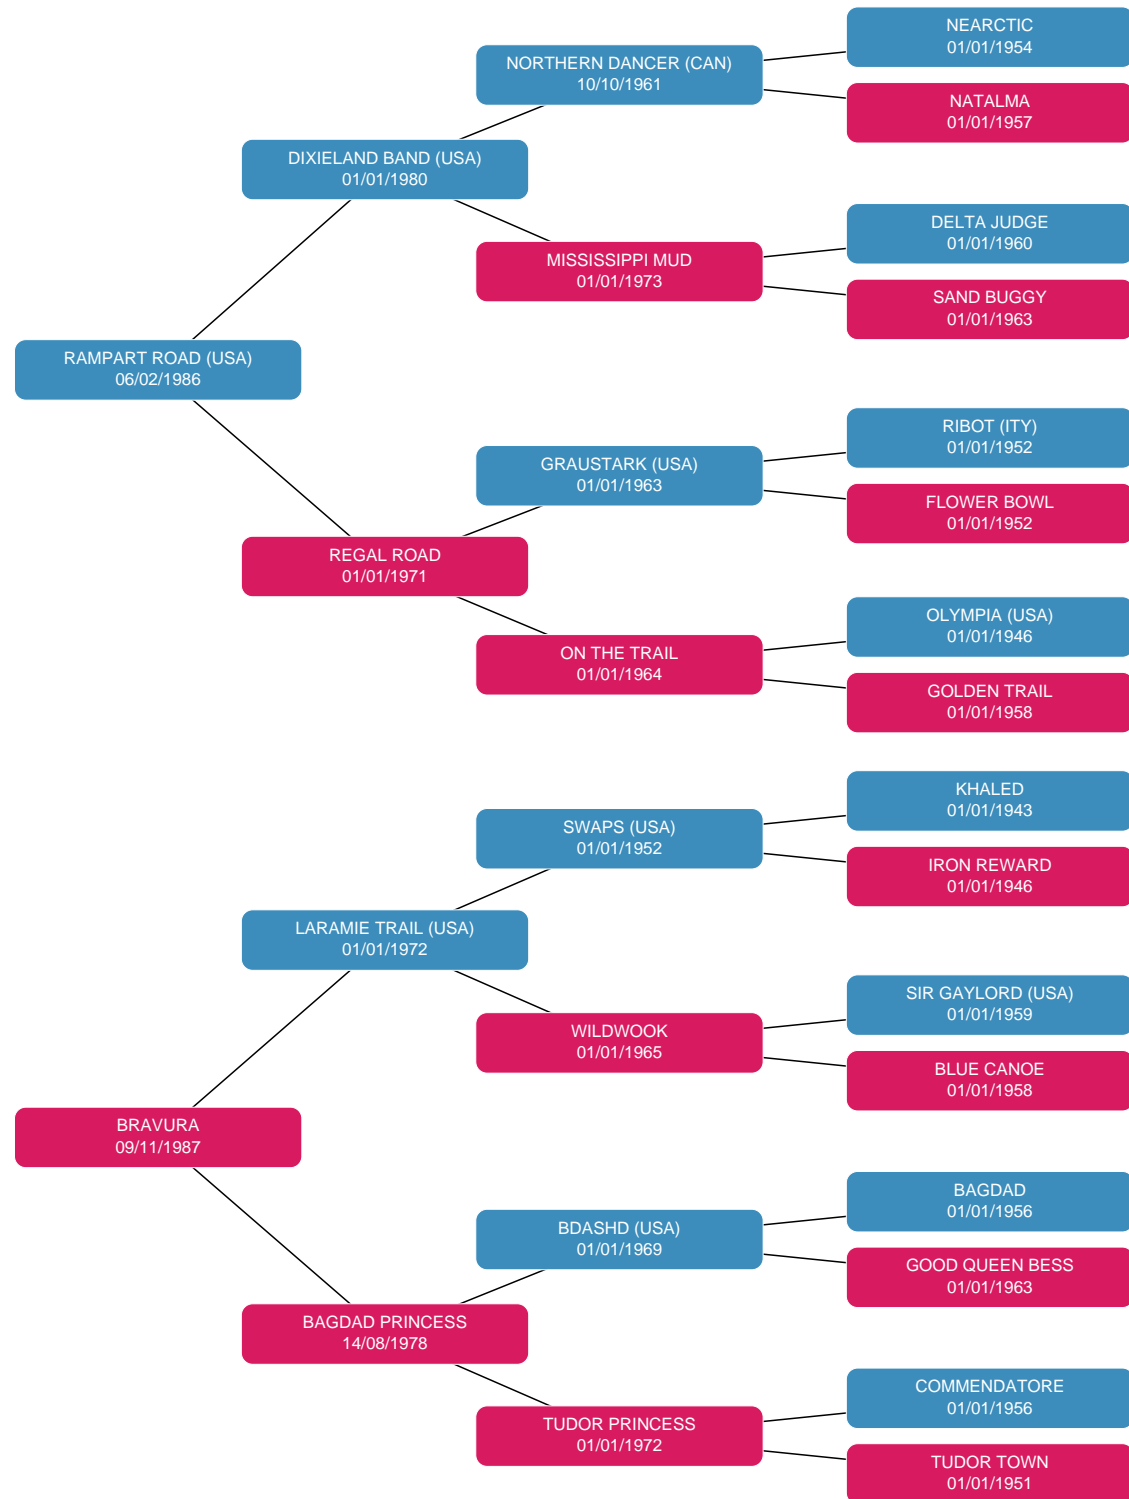 NEARCTIC
01/01/1954
NORTHERN DANCER (CAN)
10/10/1961
NATALMA
01/01/1957
DIXIELAND BAND (USA)
01/01/1980
DELTA JUDGE
01/01/1960
MISSISSIPPI MUD
01/01/1973
SAND BUGGY
01/01/1963
RAMPART ROAD (USA)
06/02/1986
RIBOT (ITY)
01/01/1952
GRAUSTARK (USA)
01/01/1963
FLOWER BOWL
01/01/1952
REGAL ROAD
01/01/1971
OLYMPIA (USA)
01/01/1946
ON THE TRAIL
01/01/1964
GOLDEN TRAIL
01/01/1958
KHALED
01/01/1943
SWAPS (USA)
01/01/1952
IRON REWARD
01/01/1946
LARAMIE TRAIL (USA)
01/01/1972
SIR GAYLORD (USA)
01/01/1959
WILDWOOK
01/01/1965
BLUE CANOE
01/01/1958
BRAVURA
09/11/1987
BAGDAD
01/01/1956
BDASHD (USA)
01/01/1969
GOOD QUEEN BESS
01/01/1963
BAGDAD PRINCESS
14/08/1978
COMMENDATORE
01/01/1956
TUDOR PRINCESS
01/01/1972
TUDOR TOWN
01/01/1951